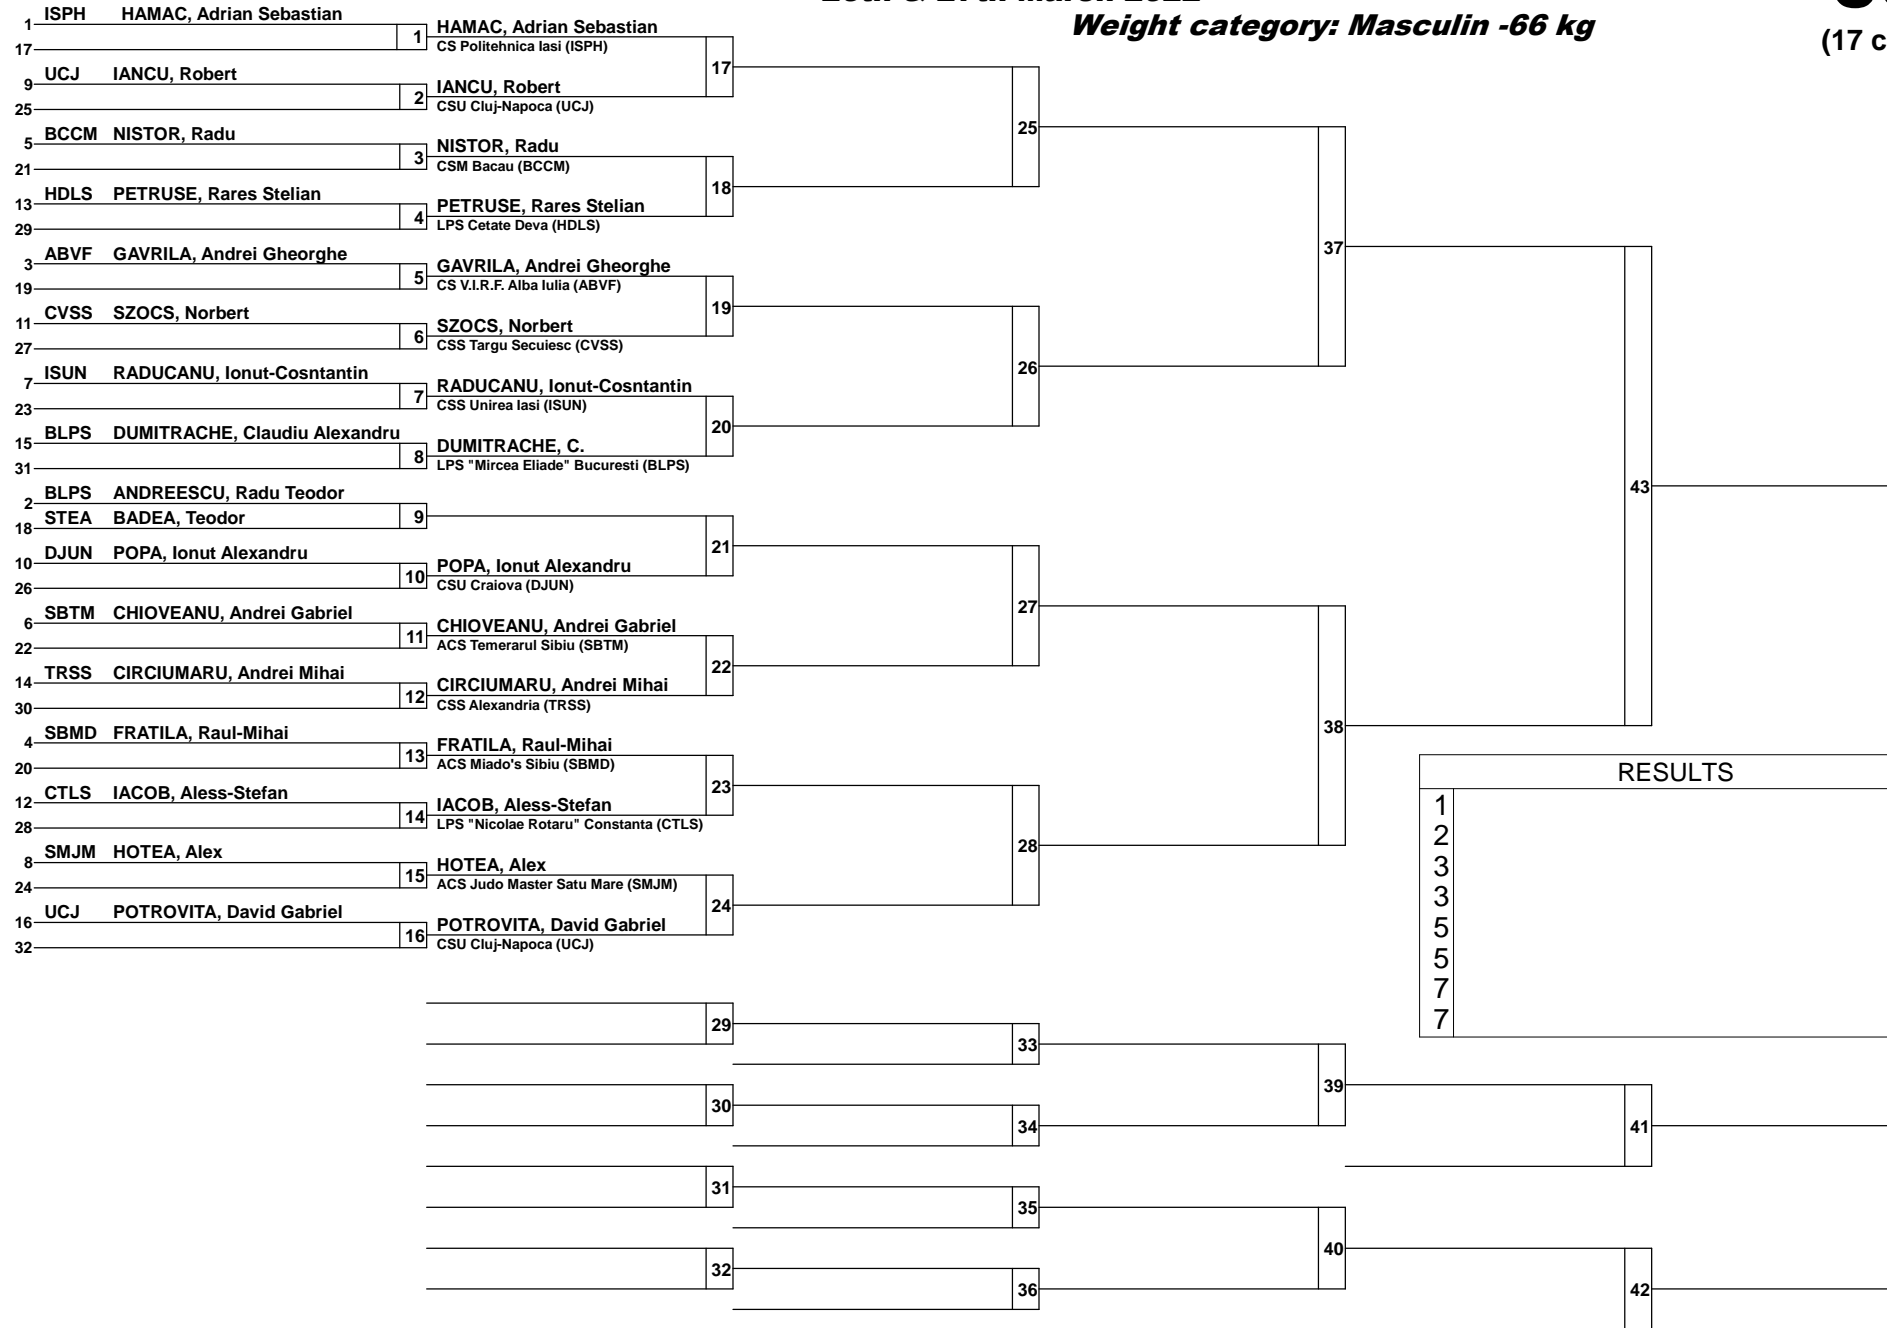 Weight category: Masculin -66 kg
(17 c
1 ISPH HAMAC, Adrian Sebastian
17
1
HAMAC, Adrian Sebastian
CS Politehnica Iasi (ISPH)
17
9 UCJ IANCU, Robert
25
2
IANCU, Robert
CSU Cluj-Napoca (UCJ)
25
5 BCCM NISTOR, Radu
21
3
NISTOR, Radu
CSM Bacau (BCCM)
18
13 HDLS PETRUSE, Rares Stelian
29
4
PETRUSE, Rares Stelian
LPS Cetate Deva (HDLS)
37
3 ABVF GAVRILA, Andrei Gheorghe
19
5
GAVRILA, Andrei Gheorghe
CS V.I.R.F. Alba Iulia (ABVF)
19
11 CVSS SZOCS, Norbert
27
6
SZOCS, Norbert
CSS Targu Secuiesc (CVSS)
26
7 ISUN RADUCANU, Ionut-Cosntantin
23
7
RADUCANU, Ionut-Cosntantin
CSS Unirea Iasi (ISUN)
20
15 BLPS DUMITRACHE, Claudiu Alexandru
31
8
DUMITRACHE, C.
LPS "Mircea Eliade" Bucuresti (BLPS)
43
2 BLPS ANDREESCU, Radu Teodor
18 STEA BADEA, Teodor
9
21
10 DJUN POPA, Ionut Alexandru
26
10
POPA, Ionut Alexandru
CSU Craiova (DJUN)
27
6 SBTM CHIOVEANU, Andrei Gabriel
22
11
CHIOVEANU, Andrei Gabriel
ACS Temerarul Sibiu (SBTM)
22
14 TRSS CIRCIUMARU, Andrei Mihai
30
12
CIRCIUMARU, Andrei Mihai
CSS Alexandria (TRSS)
38
4 SBMD FRATILA, Raul-Mihai
20
13
FRATILA, Raul-Mihai
ACS Miado's Sibiu (SBMD)
23
12 CTLS IACOB, Aless-Stefan
28
14
IACOB, Aless-Stefan
LPS "Nicolae Rotaru" Constanta (CTLS)
28
8 SMJM HOTEA, Alex
24
15
HOTEA, Alex
ACS Judo Master Satu Mare (SMJM)
24
16 UCJ POTROVITA, David Gabriel
32
16
POTROVITA, David Gabriel
CSU Cluj-Napoca (UCJ)
RESULTS
1
2
3
3
5
5
7
7
29
33
39
30
34
41
31
35
40
32
36
42